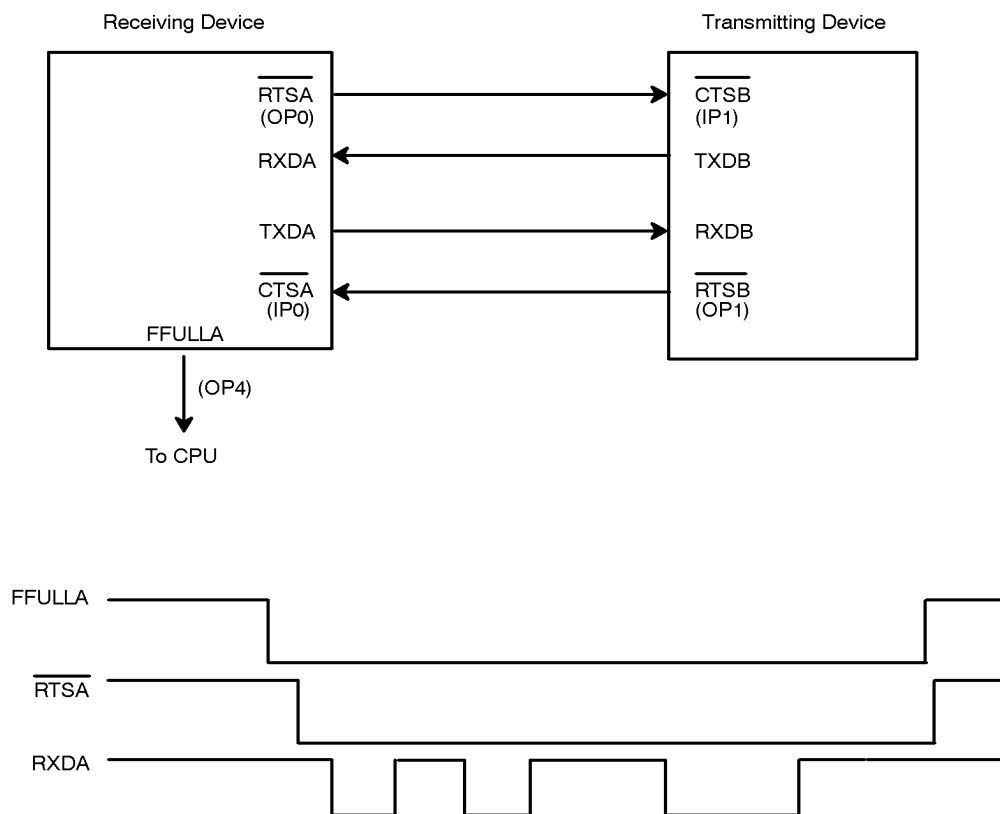 Receiving Device
Transmitting Device
RTSA
(OP0)
CTSB
(IP1)
RXDA
TXDB
TXDA
RXDB
CTSA
(IP0)
RTSB
(OP1)
FFULLA
(OP4)
To CPU
FFULLA
RTSA
RXDA